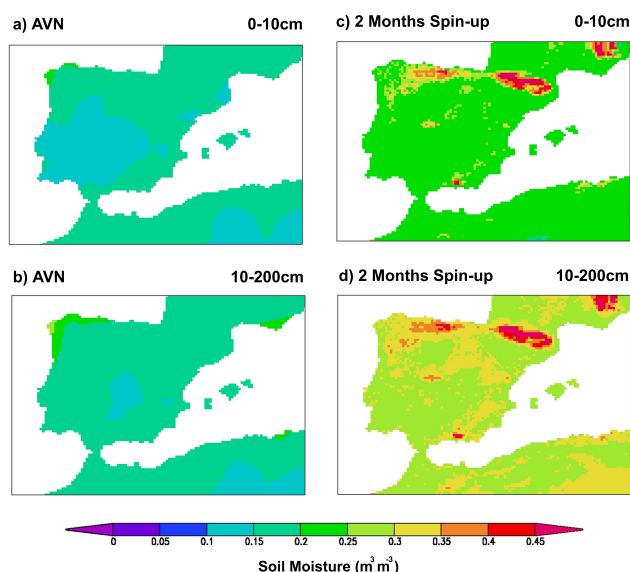 a) AVN 0-10cm
c) 2 Months Spin-up 0-10cm
b) AVN 10-200cm
d) 2 Months Spin-up 10-200cm
0 0.05 0.1 0.15 0.2 0.25 0.3 0.35 0.4 0.45
Soil Moisture (m³ m⁻³)